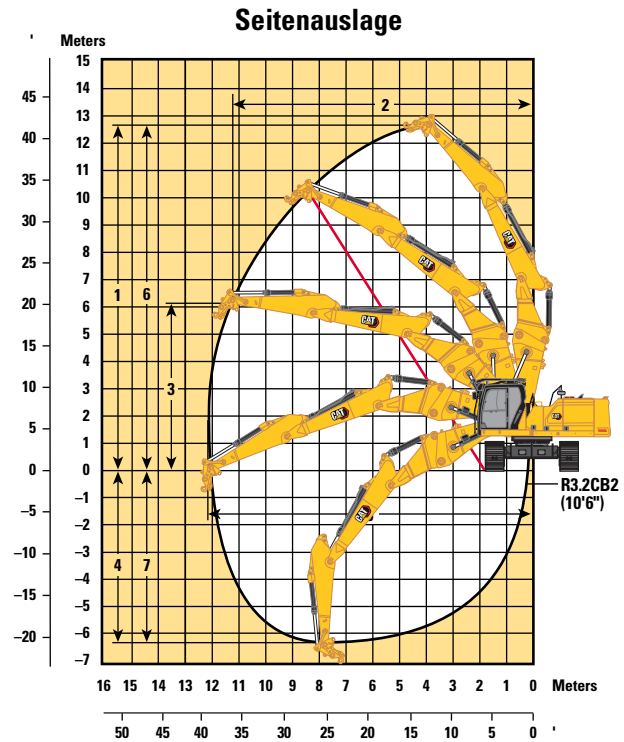 Seitenauslage
' Meters
15
14
45 13
40 12
11
35 10
30 9
8
25 7
20 6
5
15 4
10 3
2
5 1
0 0
–1
–5 –2
–10 –3
–4
–15 –5
–20 –6
–7
2
1 6
3
4 7
CAT
CAT
CAT
CAT
CAT
CAT
R3.2CB2
(10'6")
16 15 14 13 12 11 10 9 8 7 6 5 4 3 2 1 0 Meters
50 45 40 35 30 25 20 15 10 5 0 '